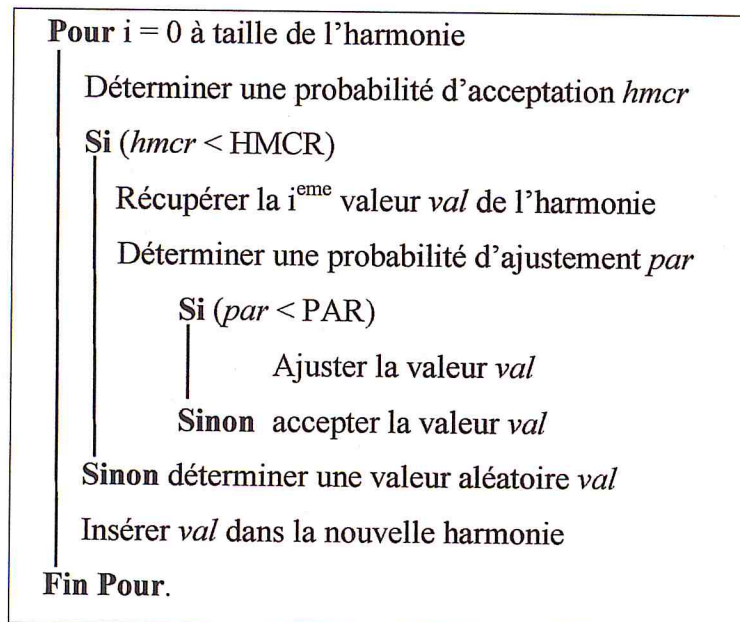 Pour i = 0 à taille de l'harmonie
Déterminer une probabilité d'acceptation hmcr
Si (hmcr < HMCR)
Récupérer la ieme valeur val de l'harmonie
Déterminer une probabilité d'ajustement par
Si (par < PAR)
Ajuster la valeur val
Sinon accepter la valeur val
Sinon déterminer une valeur aléatoire val
Insérer val dans la nouvelle harmonie
Fin Pour.